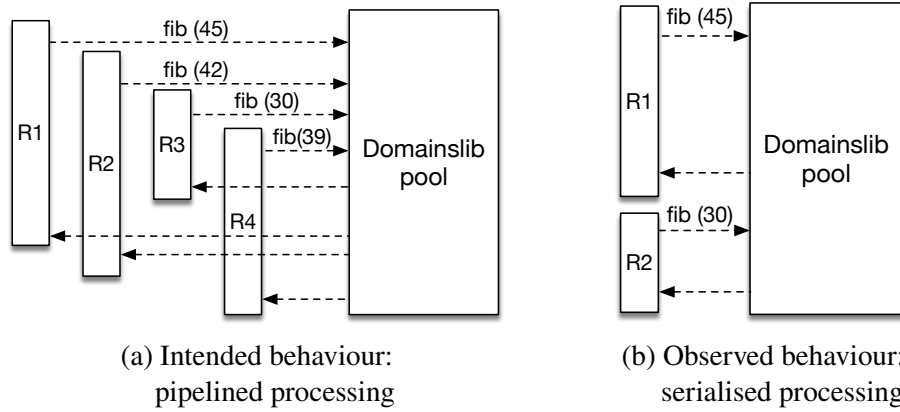 fib (45)
fib (42)
fib (30)
fib(39)
R1
R2
R3
R4
Domainslib
pool
(a) Intended behaviour:
pipelined processing
fib (45)
R1
fib (30)
R2
Domainslib
pool
(b) Observed behaviour:
serialised processing